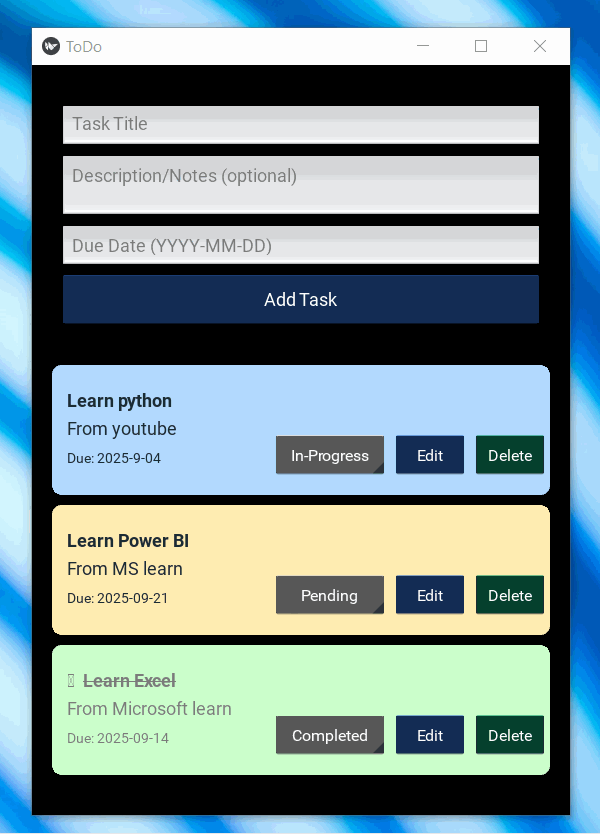 ToDo
Task Title
Description/Notes (optional)
Due Date (YYYY-MM-DD)
Add Task
Learn python
From youtube
Due: 2025-9-04
In-Progress
Edit
Delete
Learn Power BI
From MS learn
Due: 2025-09-21
Pending
Edit
Delete
Learn Excel
From Microsoft learn
Due: 2025-09-14
Completed
Edit
Delete